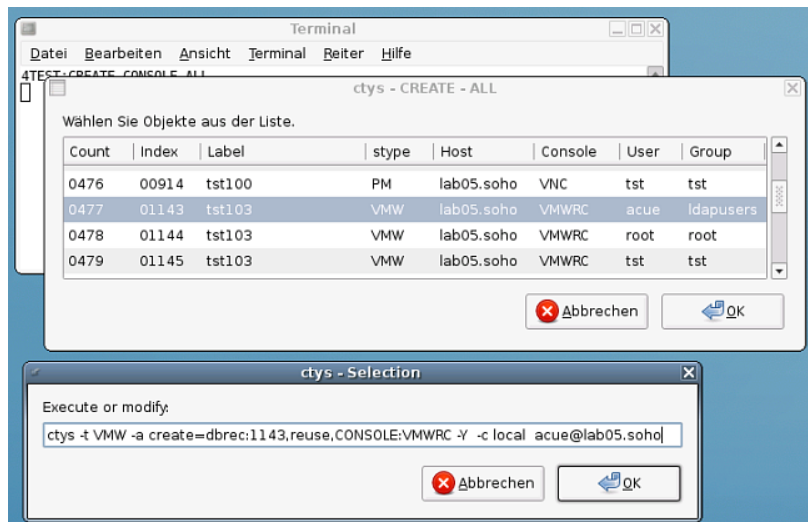 Terminal
Datei Bearbeiten Ansicht Terminal Reiter Hilfe
4TEST:CREATE CONSOLE ALL
ctys - CREATE - ALL
Wählen Sie Objekte aus der Liste.
Count Index Label stype Host Console User Group
0476 00914 tst100 PM lab05.soho VNC tst tst
0477 01143 tst103 VMW lab05.soho VMWRC acue ldapusers
0478 01144 tst103 VMW lab05.soho VMWRC root root
0479 01145 tst103 VMW lab05.soho VMWRC tst tst
Abbrechen OK
ctys - Selection
Execute or modify:
ctys -t VMW -a create=dbrec:1143,reuse,CONSOLE:VMWRC -Y -c local acue@lab05.soho
Abbrechen OK